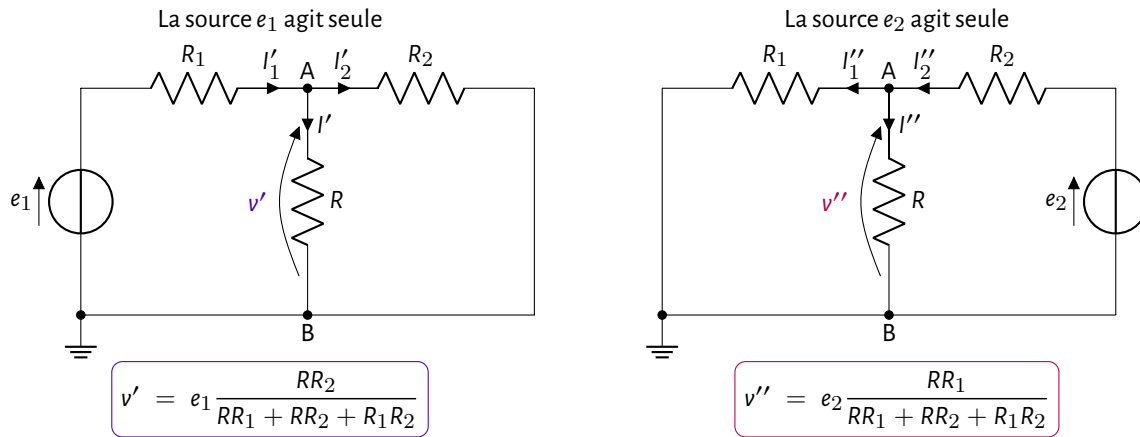 La source e₁ agit seule
R₁
I′₁
A
I′₂
R₂
I′
e₁
v′
R
B
v′ = e₁ RR₂ / (RR₁ + RR₂ + R₁R₂)
La source e₂ agit seule
R₁
I″₁
A
I″₂
R₂
I″
v″
R
e₂
B
v″ = e₂ RR₁ / (RR₁ + RR₂ + R₁R₂)